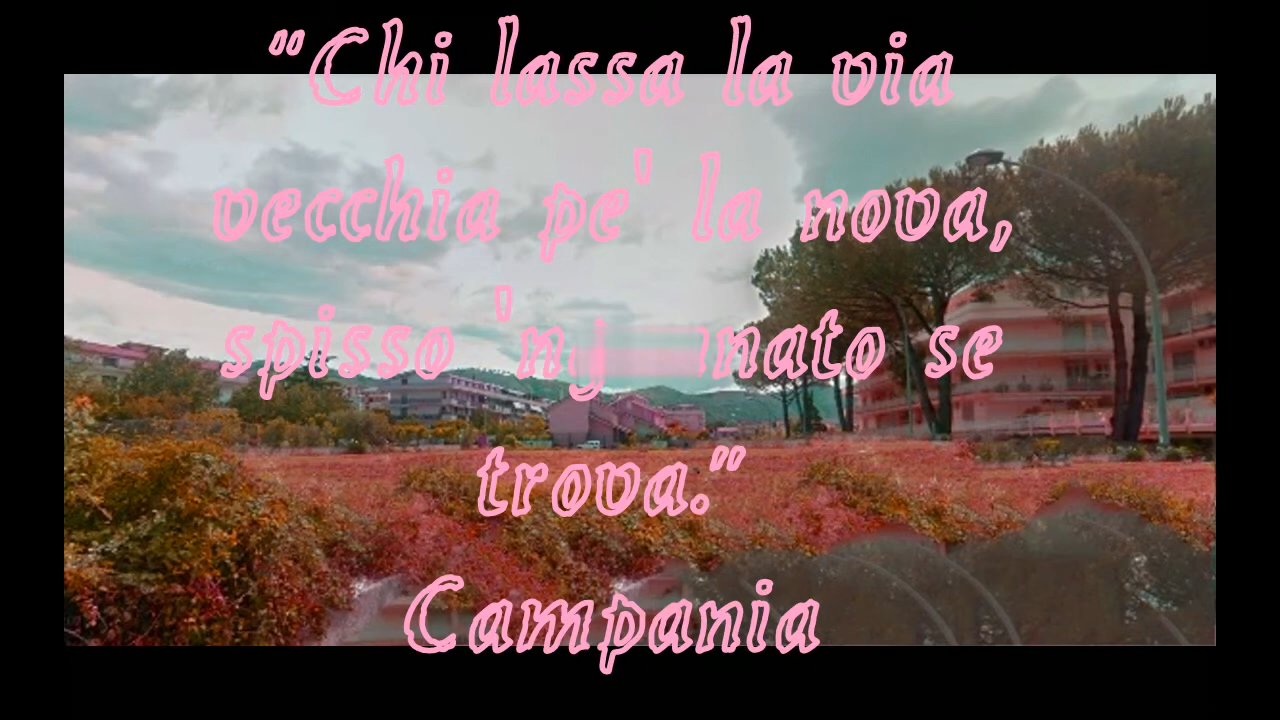 "Chi lassa la via
vecchia pe' la nova,
spisso se
trova."
Campania